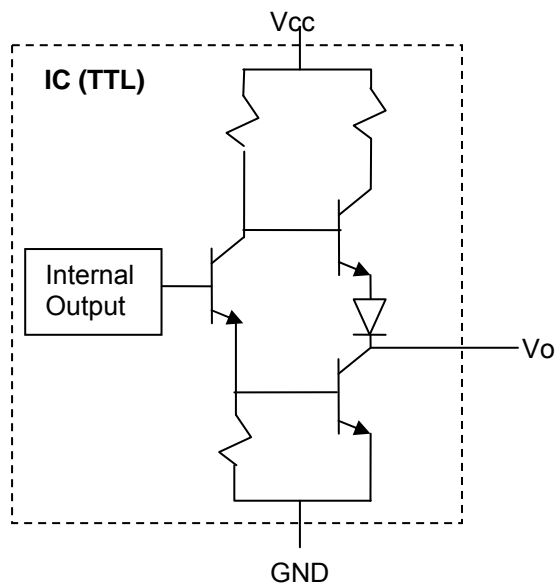 Vcc
IC (TTL)
Internal
Output
Vo
GND